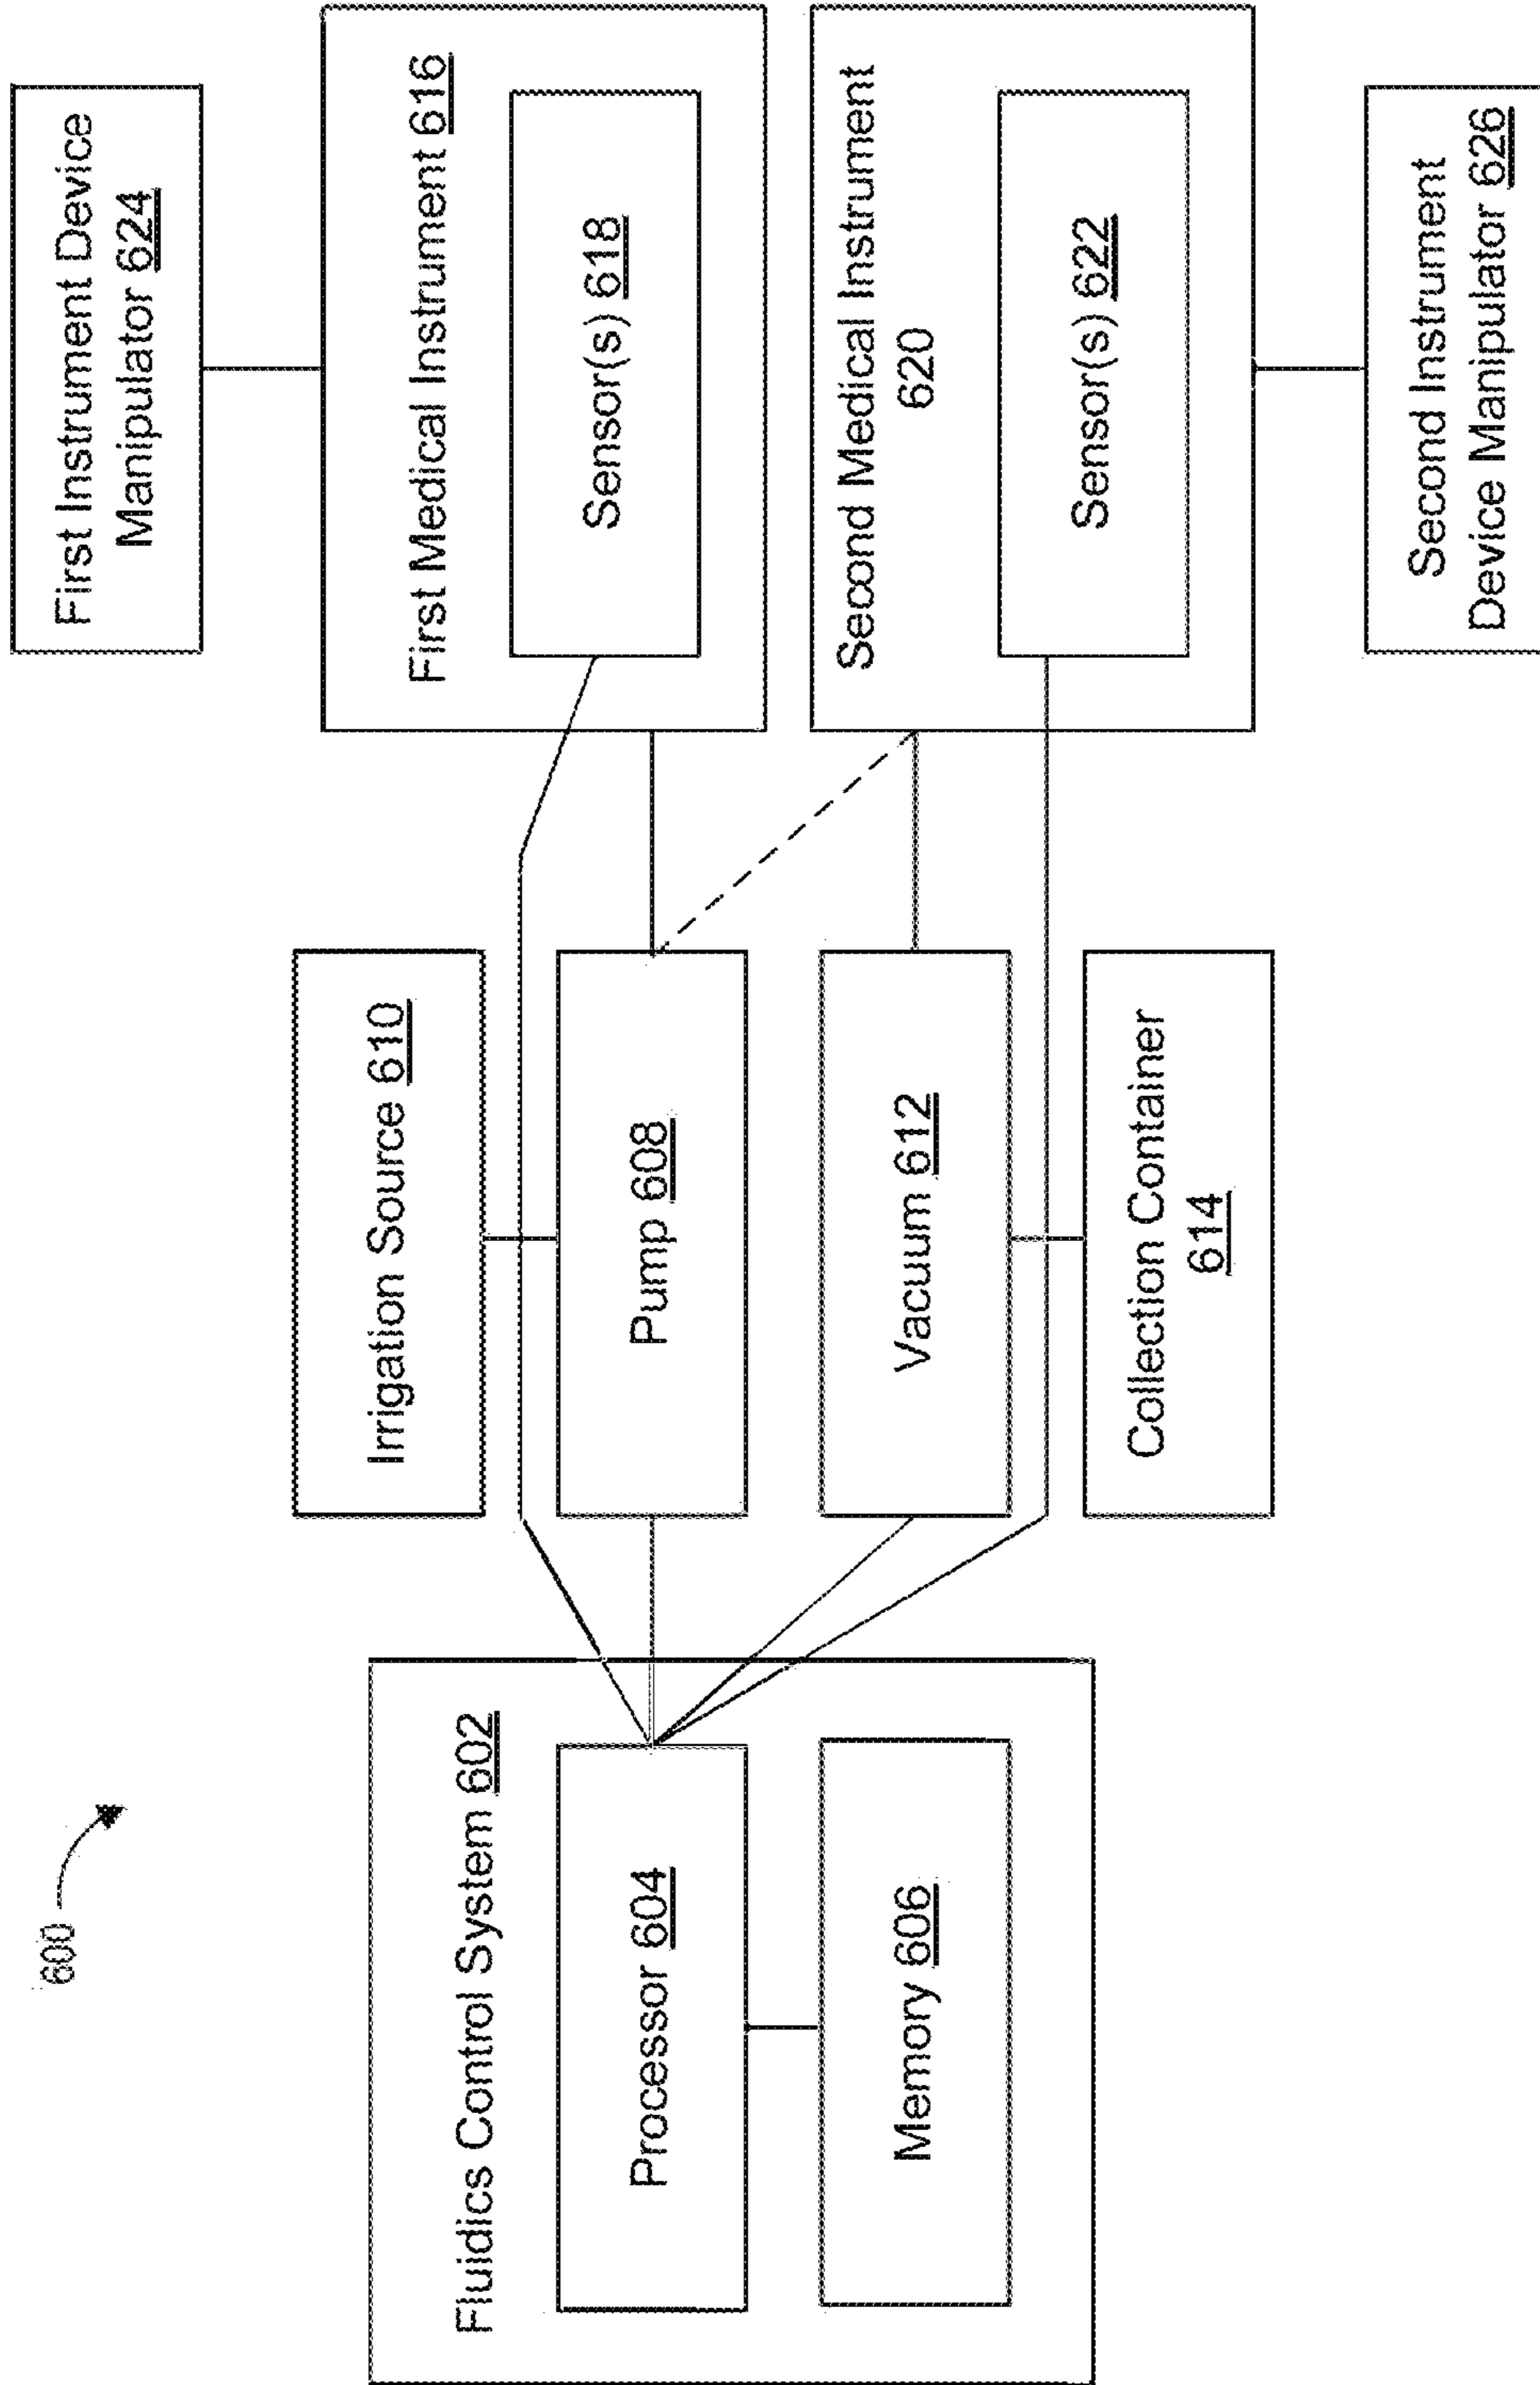 600
Fluidics Control System 602
Processor 604
Memory 606
Irrigation Source 610
Pump 608
Vacuum 612
Collection Container
614
First Instrument Device
Manipulator 624
First Medical Instrument 616
Sensor(s) 618
Second Medical Instrument
620
Sensor(s) 622
Second Instrument
Device Manipulator 626